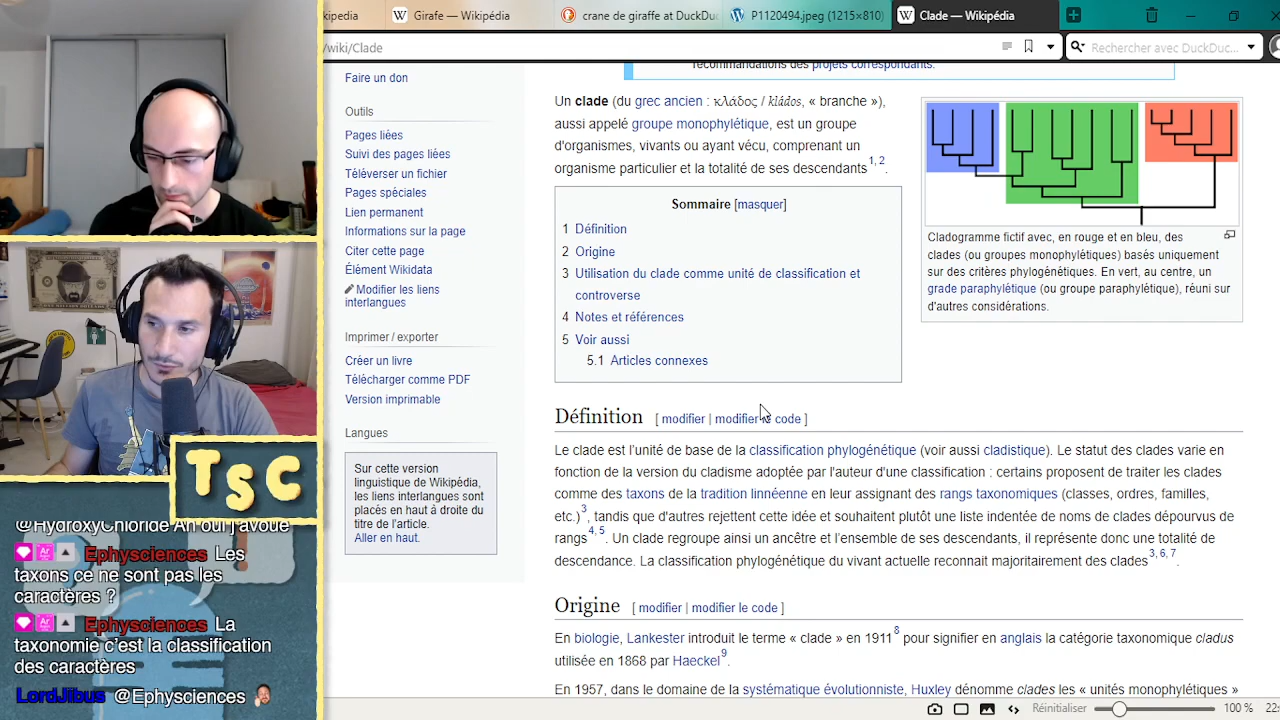 kipedia
Girafe — Wikipédia
crane de giraffe at DuckDuc
P1120494.jpeg (1215×810)
Clade — Wikipédia
/wiki/Clade
Rechercher avec DuckDuc
Faire un don
Outils
Pages liées
Suivi des pages liées
Téléverser un fichier
Pages spéciales
Lien permanent
Informations sur la page
Citer cette page
Élément Wikidata
Modifier les liens
interlangues
Imprimer / exporter
Créer un livre
Télécharger comme PDF
Version imprimable
Langues
Sur cette version
linguistique de Wikipédia,
les liens interlangues sont
placés en haut à droite du
titre de l'article.
Aller en haut.
recommandations des projets correspondants.
Un clade (du grec ancien : κλάδος / kládos, « branche »),
aussi appelé groupe monophylétique, est un groupe
d'organismes, vivants ou ayant vécu, comprenant un
organisme particulier et la totalité de ses descendants 1, 2.
Sommaire [masquer]
1 Définition
2 Origine
3 Utilisation du clade comme unité de classification et
controverse
4 Notes et références
5 Voir aussi
5.1 Articles connexes
Cladogramme fictif avec, en rouge et en bleu, des
clades (ou groupes monophylétiques) basés uniquement
sur des critères phylogénétiques. En vert, au centre, un
grade paraphylétique (ou groupe paraphylétique), réuni sur
d'autres considérations.
Définition [ modifier | modifier le code ]
Le clade est l'unité de base de la classification phylogénétique (voir aussi cladistique). Le statut des clades varie en
fonction de la version du cladisme adoptée par l'auteur d'une classification : certains proposent de traiter les clades
comme des taxons de la tradition linnéenne en leur assignant des rangs taxonomiques (classes, ordres, familles,
etc.)3, tandis que d'autres rejettent cette idée et souhaitent plutôt une liste indentée de noms de clades dépourvus de
rangs 4, 5. Un clade regroupe ainsi un ancêtre et l'ensemble de ses descendants, il représente donc une totalité de
descendance. La classification phylogénétique du vivant actuelle reconnait majoritairement des clades 3, 6, 7.
Origine [ modifier | modifier le code ]
En biologie, Lankester introduit le terme « clade » en 1911 8 pour signifier en anglais la catégorie taxonomique cladus
utilisée en 1868 par Haeckel 9.
En 1957, dans le domaine de la systématique évolutionniste, Huxley dénomme clades les « unités monophylétiques »
Réinitialiser
100 %
22:
TSC
@HydroxyChloride Ah oui j'avoue
Ephysciences Les
taxons ce ne sont pas les
caractères ?
Ephysciences La
taxonomie c'est la classification
des caractères
LordJibus @Ephysciences